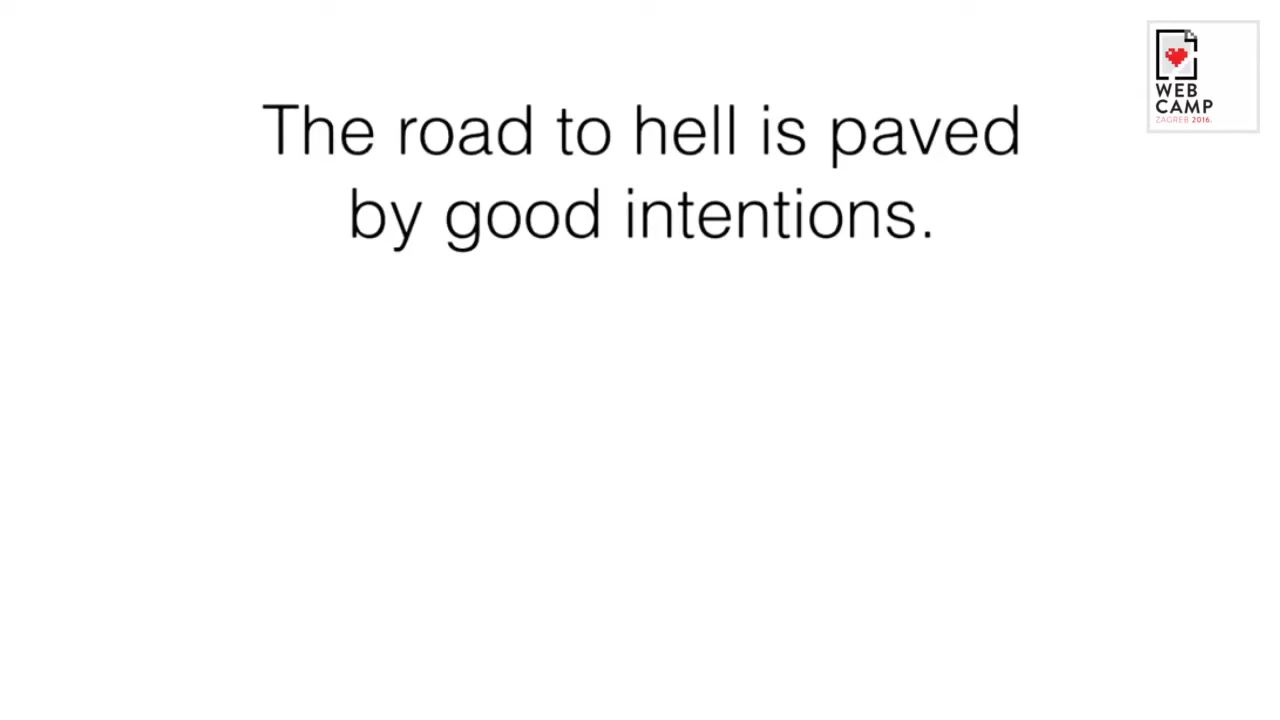 The road to hell is paved
by good intentions.
WEB
CAMP
ZAGREB 2016.